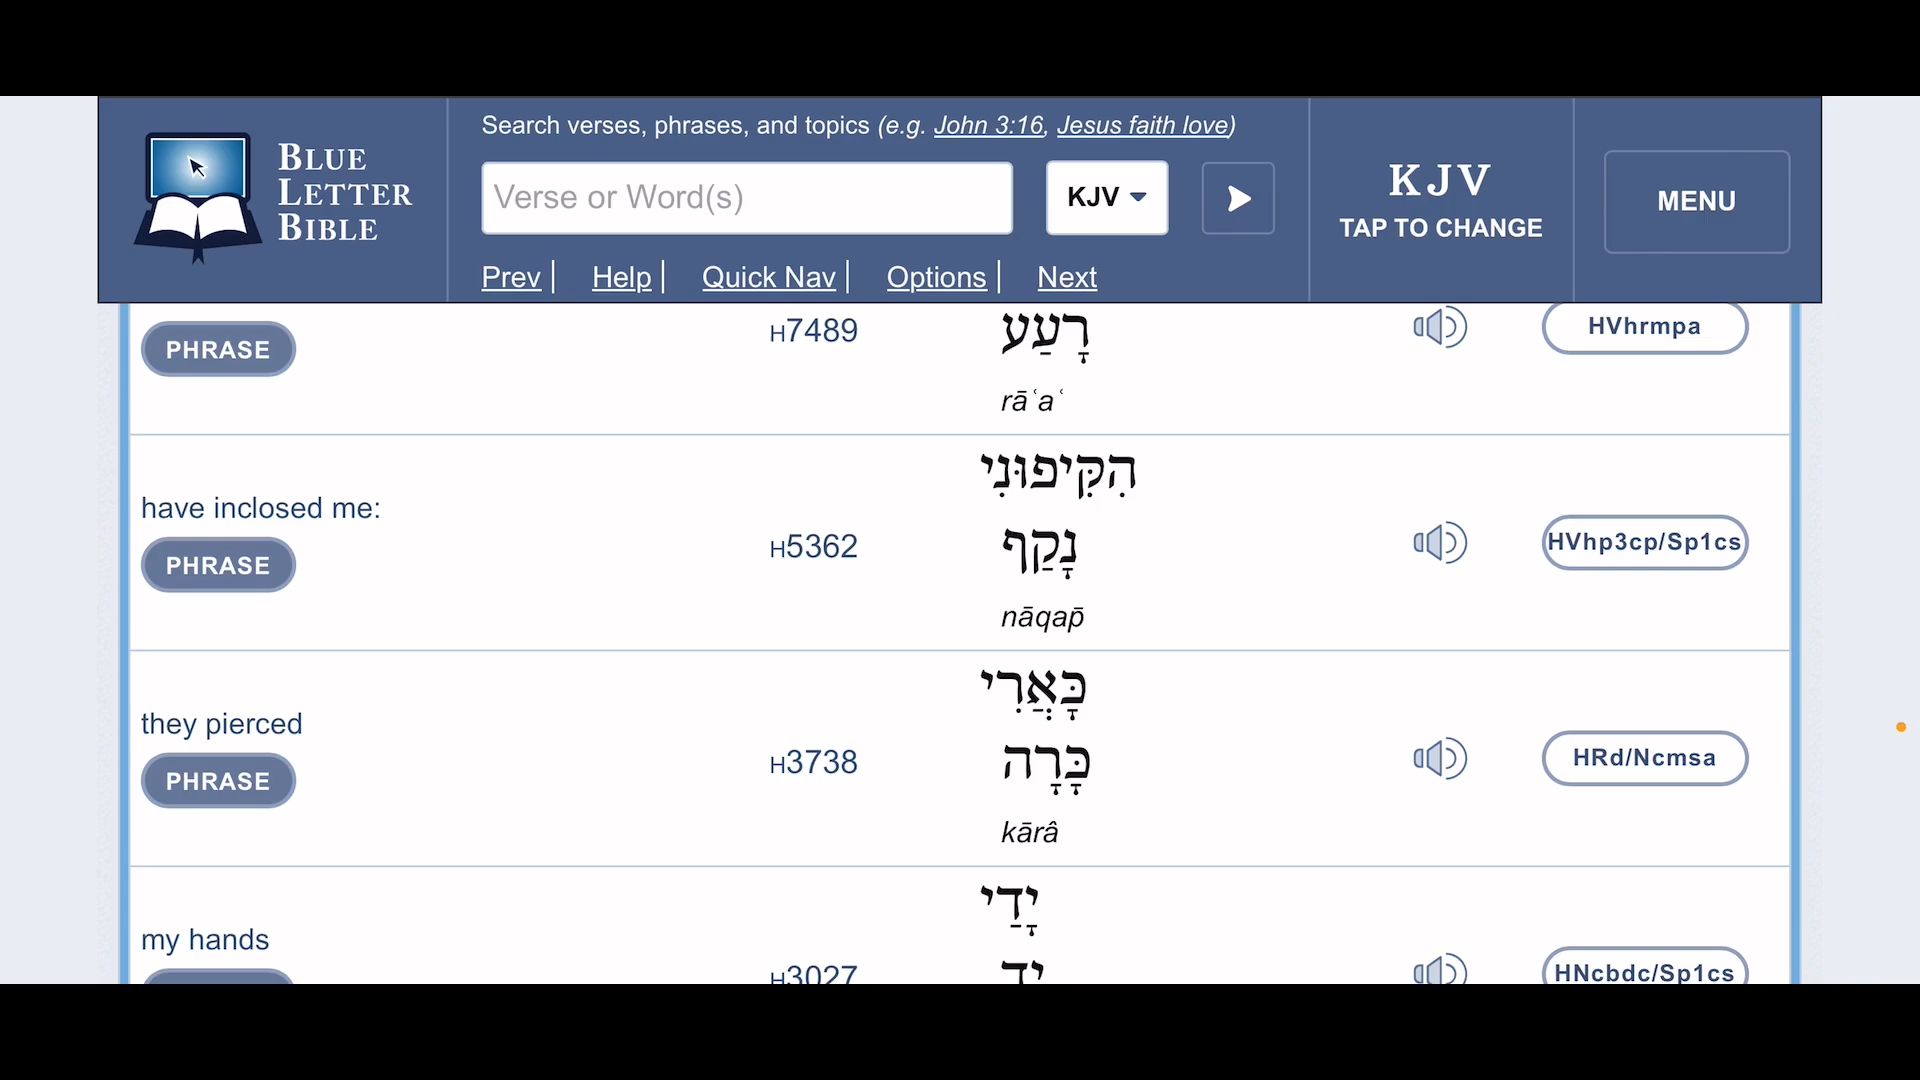 BLUE
LETTER
BIBLE
Search verses, phrases, and topics (e.g. John 3:16, Jesus faith love)
Verse or Word(s)
KJV
KJV
TAP TO CHANGE
MENU
Prev | Help | Quick Nav | Options | Next
PHRASE
H7489
רָעַע
rāʿaʿ
HVhrmpa
have inclosed me:
PHRASE
H5362
הִקִּיפוּנִי
נָקַף
nāqap̄
HVhp3cp/Sp1cs
they pierced
PHRASE
H3738
כָּאֲרִי
כָּרָה
kārâ
HRd/Ncmsa
my hands
H3027
יָדַי
יָד
HNcbdc/Sp1cs